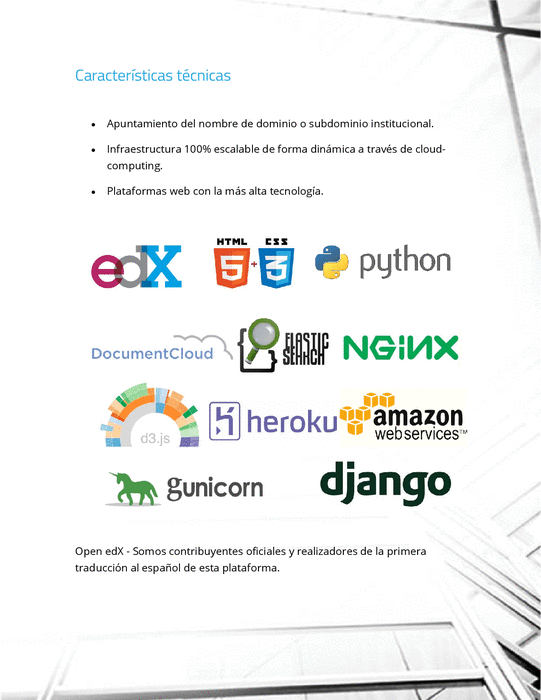 Características técnicas
Apuntamiento del nombre de dominio o subdominio institucional.
Infraestructura 100% escalable de forma dinámica a través de cloud-
computing.
Plataformas web con la más alta tecnología.
edX
HTML
5
+
CSS
3
python
DocumentCloud
ELASTIC
SEARCH
NGINX
d3.js
heroku
amazon
webservices™
gunicorn
django
Open edX - Somos contribuyentes oficiales y realizadores de la primera
traducción al español de esta plataforma.